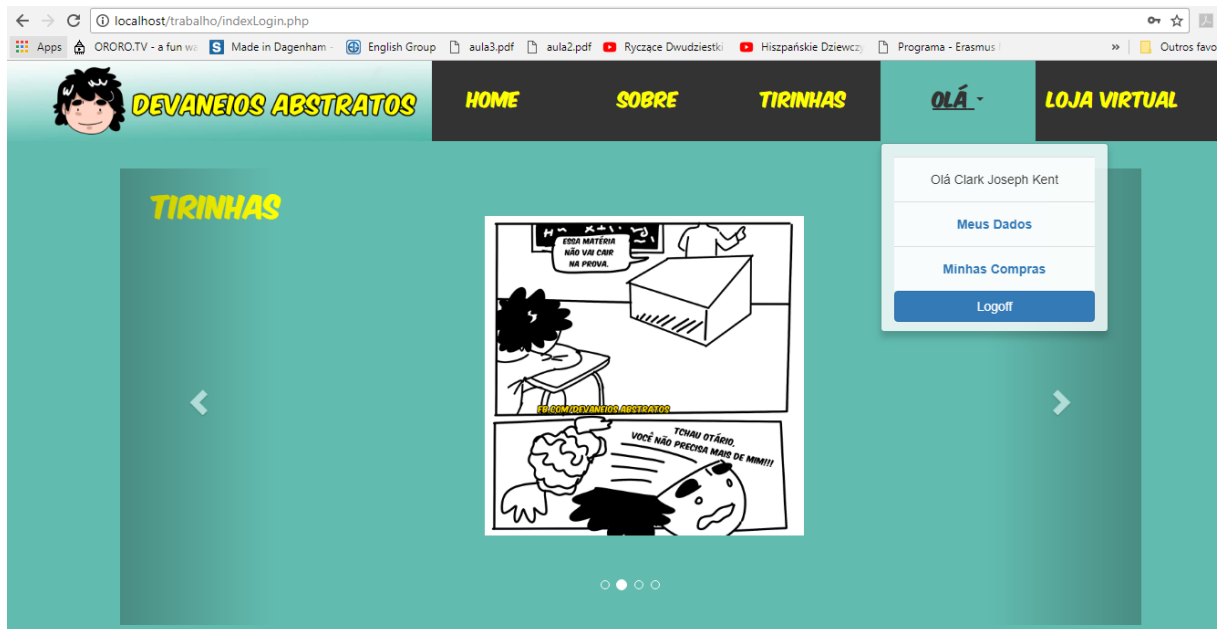 localhost/trabalho/indexLogin.php
Apps ORORO.TV - a fun wa Made in Dagenham - English Group aula3.pdf aula2.pdf Ryczące Dwudziestki Hiszpańskie Dziewczy Programa - Erasmus » Outros favo
DEVANEIOS ABSTRATOS HOME SOBRE TIRINHAS OLÁ LOJA VIRTUAL
Olá Clark Joseph Kent
Meus Dados
Minhas Compras
Logoff
TIRINHAS
ESSA MATÉRIA
NÃO VAI CAIR
NA PROVA.
FB.COM/DEVANEIOS ABSTRATOS
TCHAU OTÁRIO,
VOCÊ NÃO PRECISA MAIS DE MIM!!!